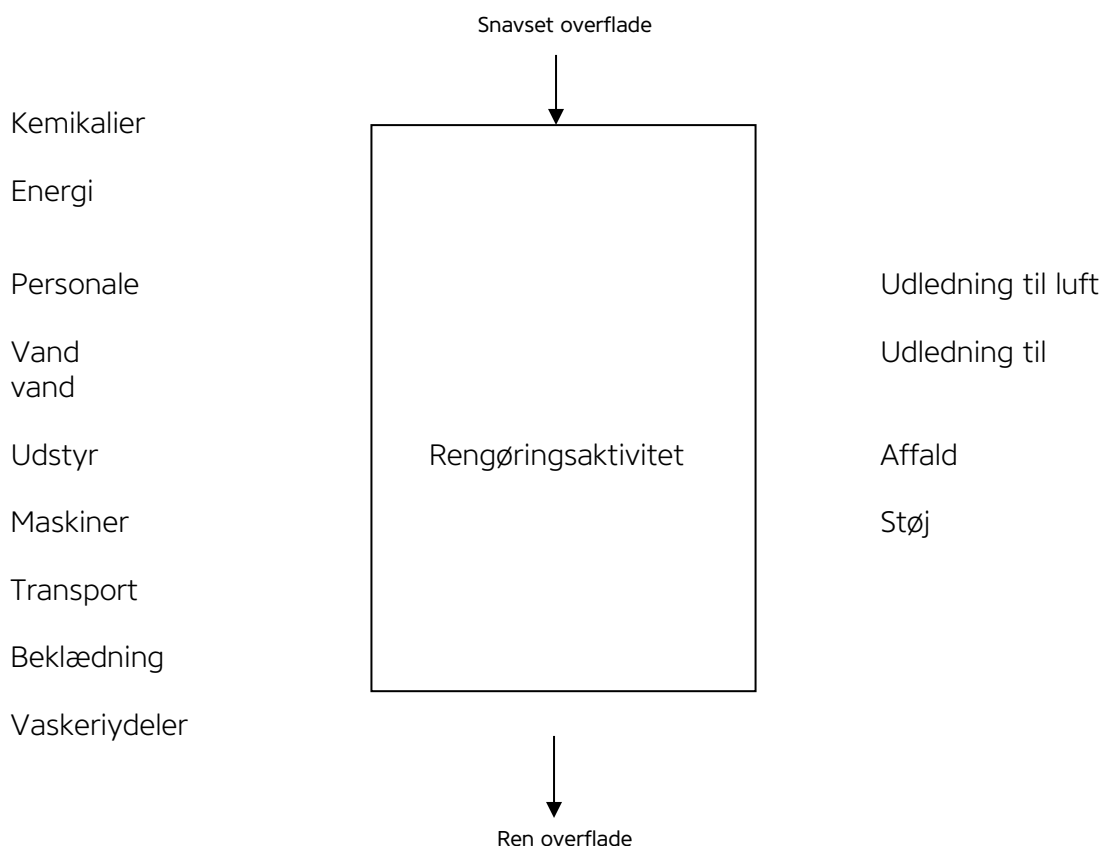 Snavset overflade
Kemikalier
Energi
Personale
Udledning til luft
Vand
Udledning til
vand
Udstyr
Rengøringsaktivitet
Affald
Maskiner
Støj
Transport
Beklædning
Vaskeriydeler
Ren overflade